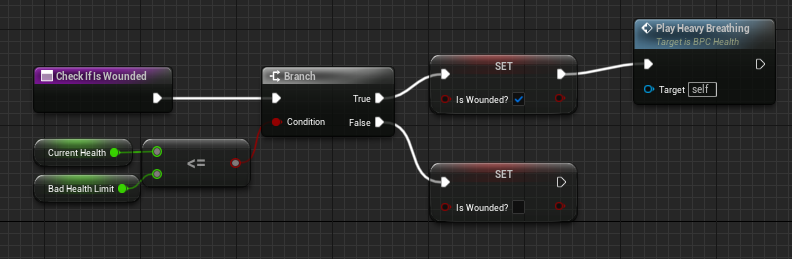 Check If Is Wounded
Branch
True
Condition
False
Current Health
Bad Health Limit
<=
SET
Is Wounded?
SET
Is Wounded?
Play Heavy Breathing
Target is BPC Health
Target self